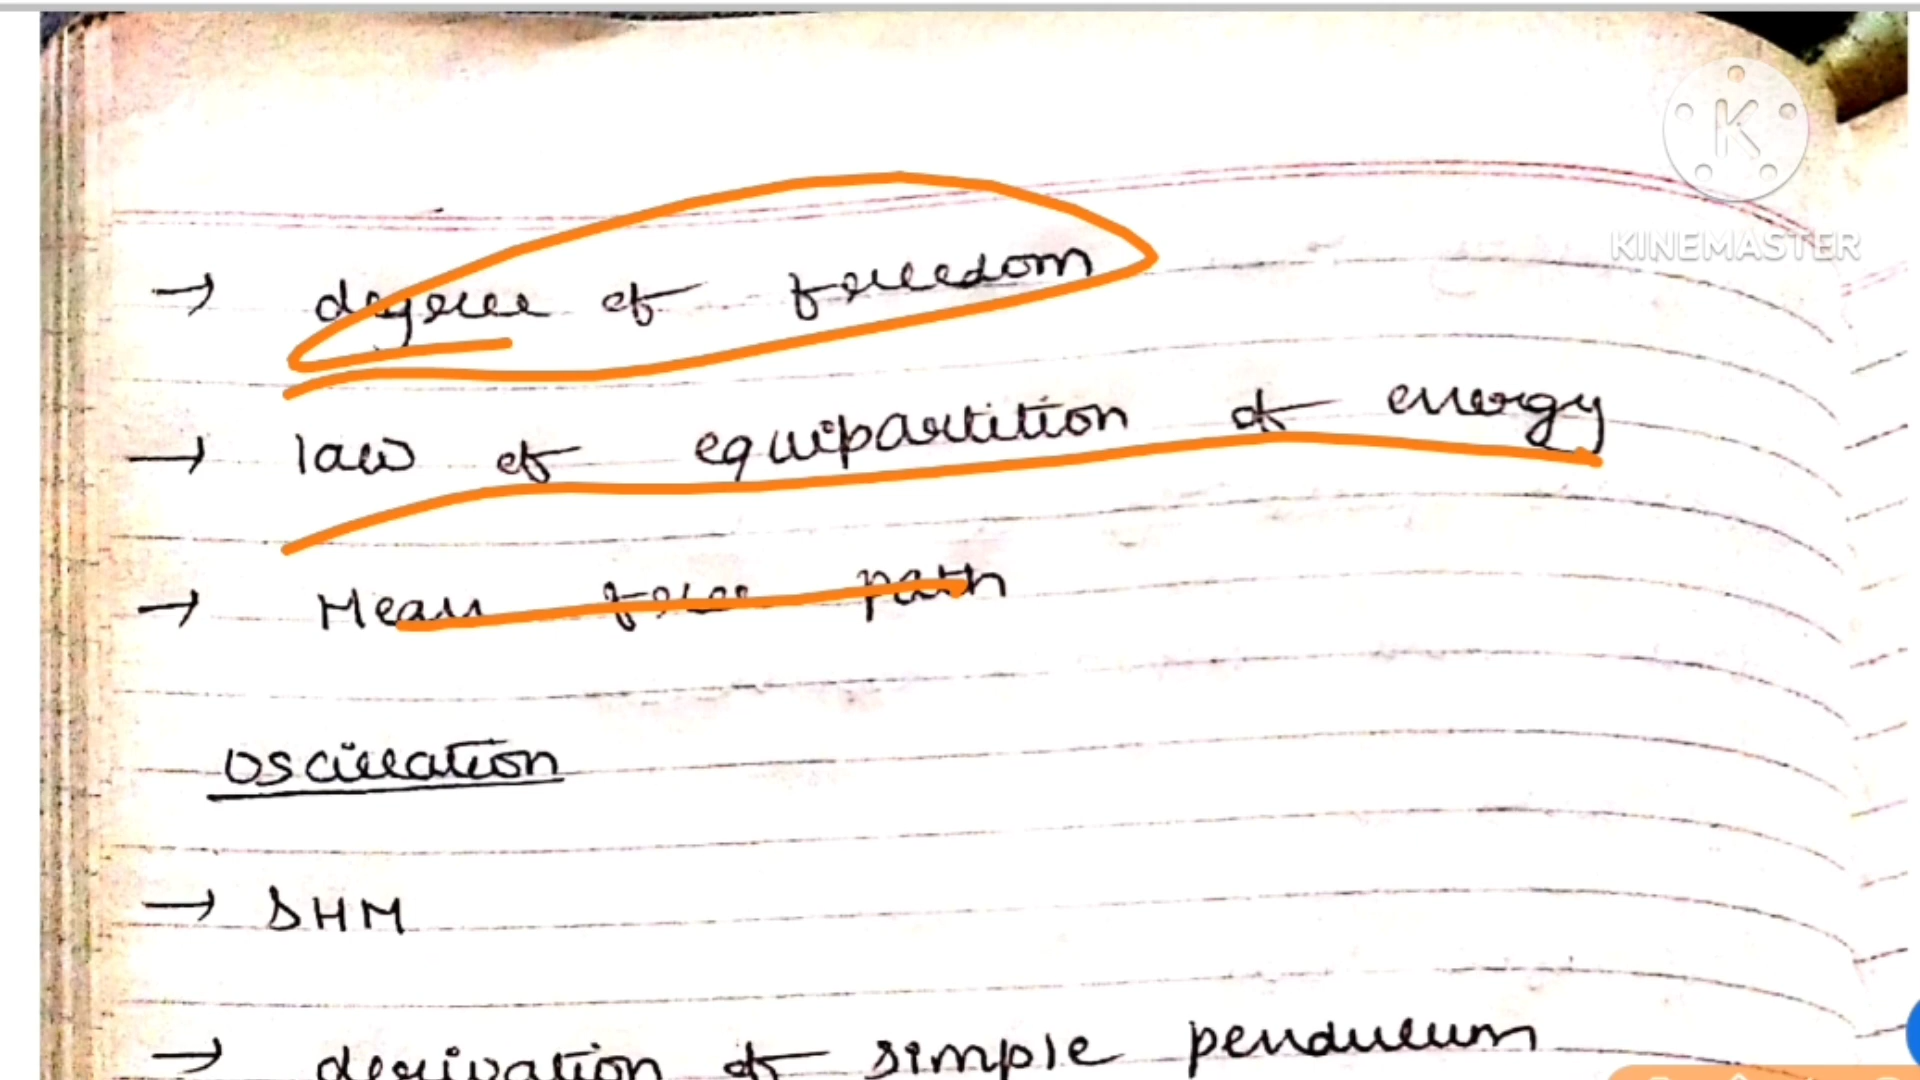 → degree of freedom
→ law of equipartition of energy
→ Mean free path
Oscillation
→ SHM
→ derivation of simple pendulum
K
KINEMASTER